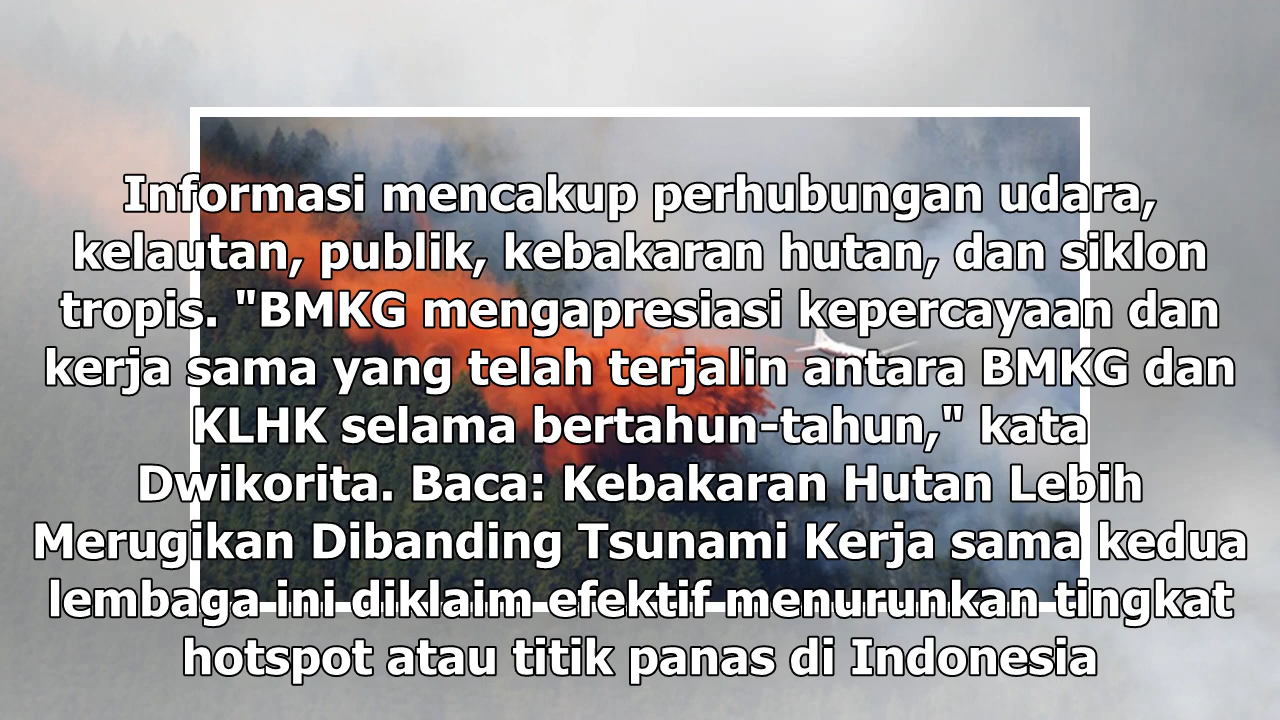 Informasi mencakup perhubungan udara,
kelautan, publik, kebakaran hutan, dan siklon
tropis. "BMKG mengapresiasi kepercayaan dan
kerja sama yang telah terjalin antara BMKG dan
KLHK selama bertahun-tahun," kata
Dwikorita. Baca: Kebakaran Hutan Lebih
Merugikan Dibanding Tsunami Kerja sama kedua
lembaga ini diklaim efektif menurunkan tingkat
hotspot atau titik panas di Indonesia